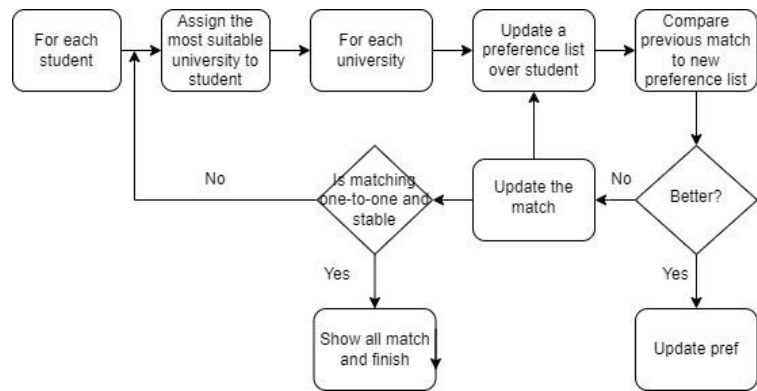 For each
student
Assign the
most suitable
university to
student
For each
university
Update a
preference list
over student
Compare
previous match
to new
preference list
No
Is matching
one-to-one and
stable
Update the
match
No
Better?
Yes
Yes
Show all match
and finish
Update pref